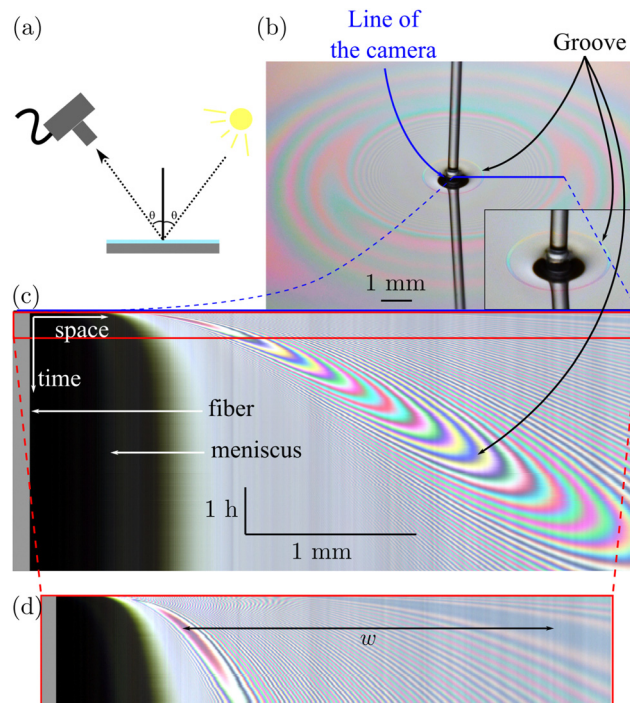 (a)
θ θ
(b)
Line of
the camera
Groove
1 mm
(c)
space
time
fiber
meniscus
1 h
1 mm
(d)
w